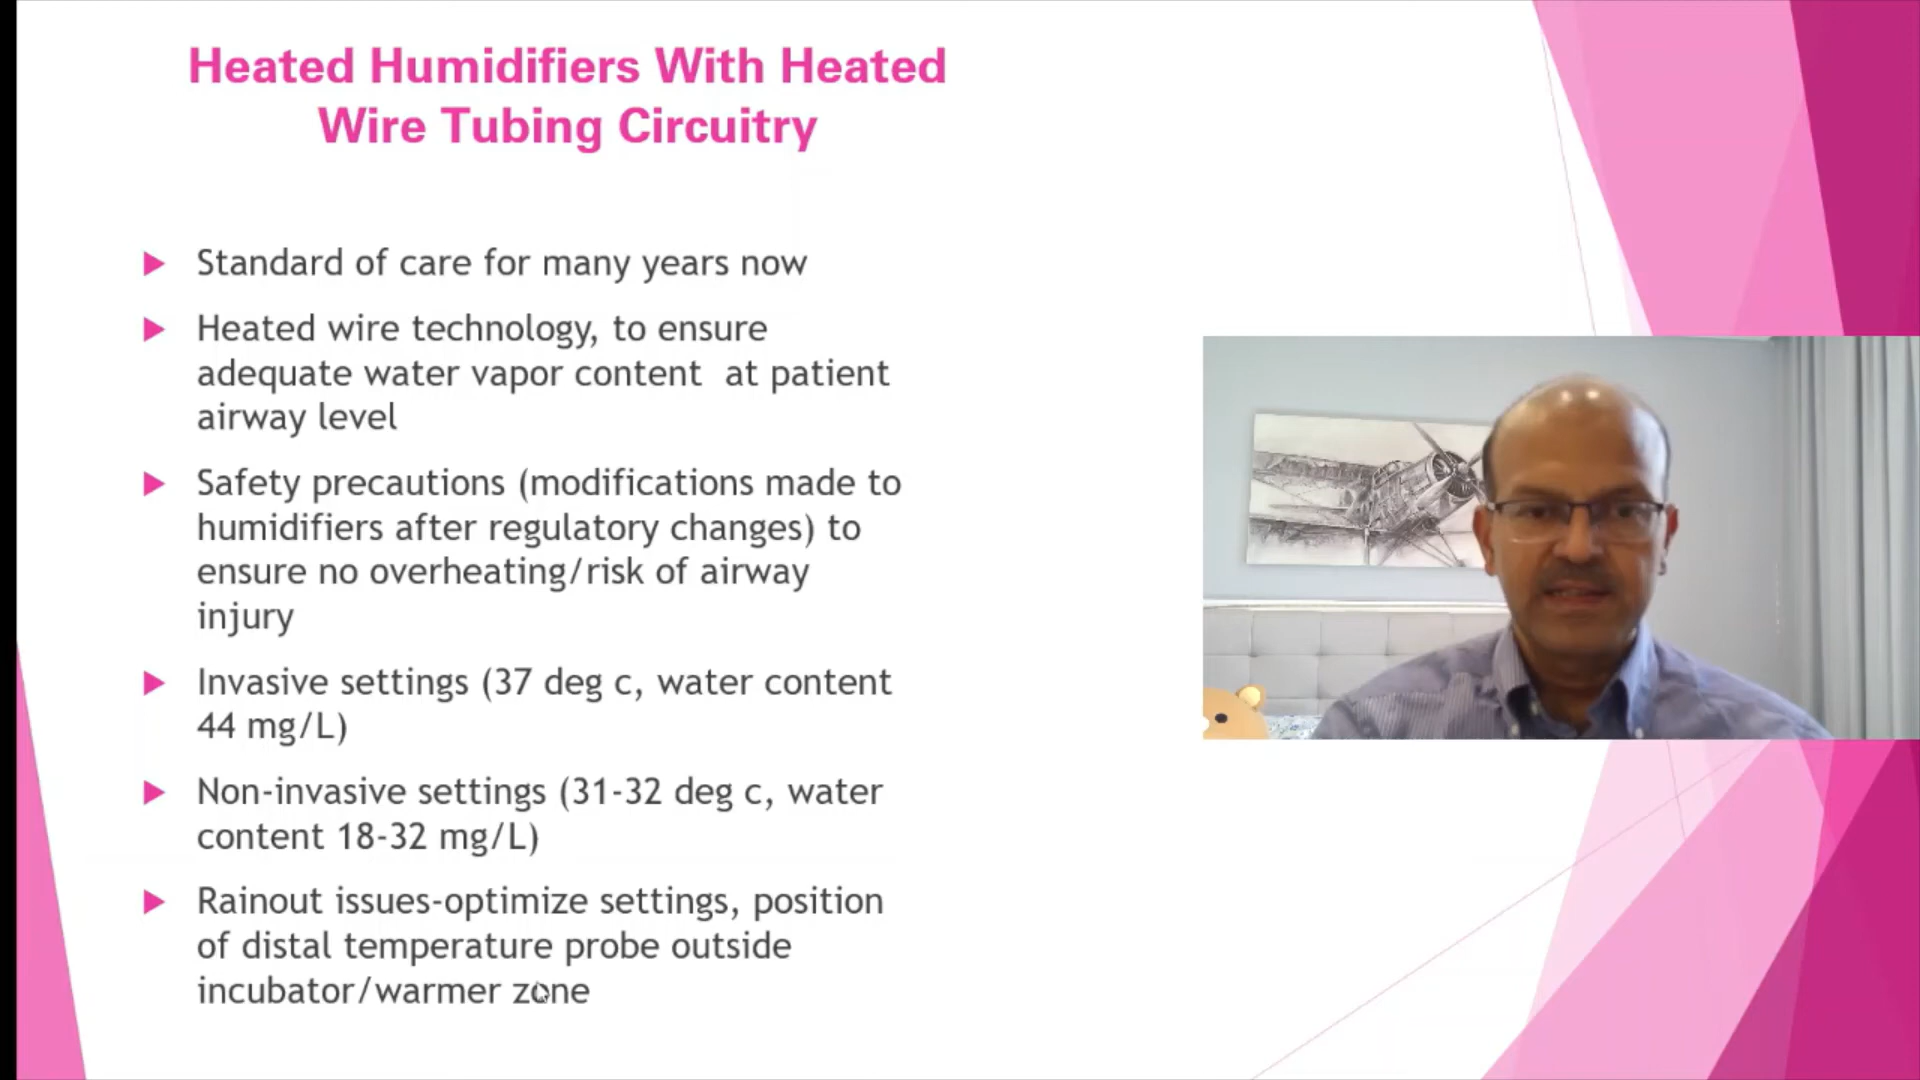 Heated Humidifiers With Heated
Wire Tubing Circuitry
Standard of care for many years now
Heated wire technology, to ensure
adequate water vapor content at patient
airway level
Safety precautions (modifications made to
humidifiers after regulatory changes) to
ensure no overheating/risk of airway
injury
Invasive settings (37 deg c, water content
44 mg/L)
Non-invasive settings (31-32 deg c, water
content 18-32 mg/L)
Rainout issues-optimize settings, position
of distal temperature probe outside
incubator/warmer zone